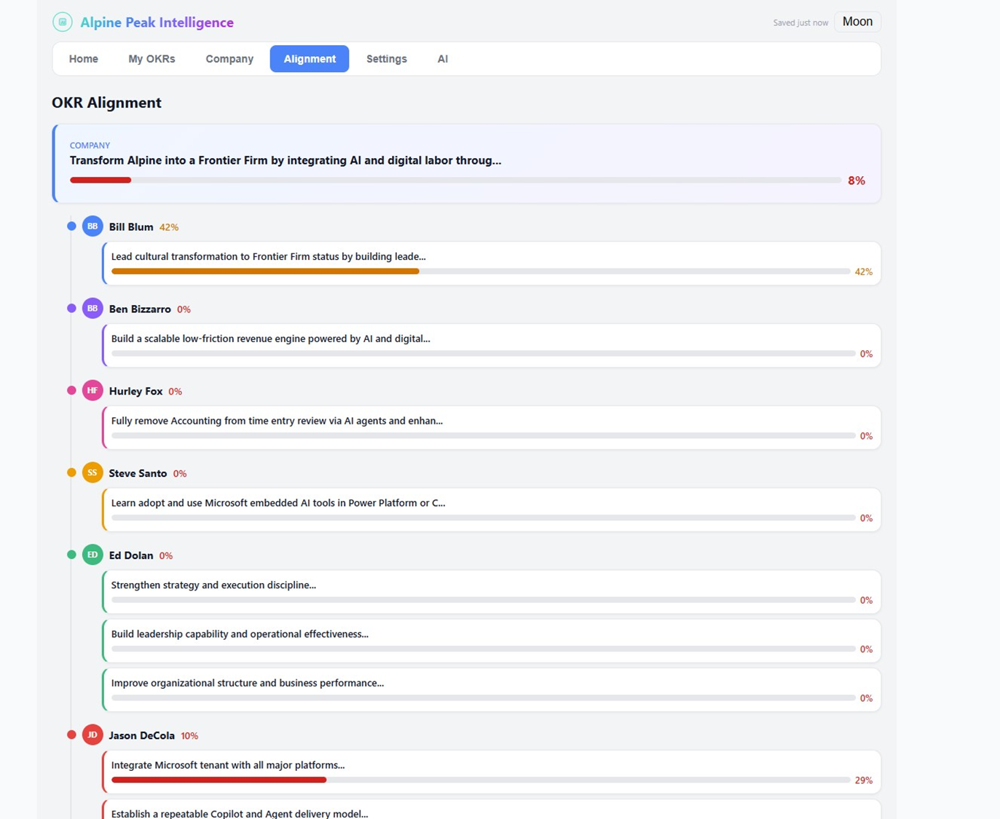 Alpine Peak Intelligence
Saved just now
Moon
Home
My OKRs
Company
Alignment
Settings
AI
OKR Alignment
COMPANY
Transform Alpine into a Frontier Firm by integrating AI and digital labor throug...
8%
BB
Bill Blum 42%
Lead cultural transformation to Frontier Firm status by building leade...
42%
BB
Ben Bizzarro 0%
Build a scalable low-friction revenue engine powered by AI and digital...
0%
HF
Hurley Fox 0%
Fully remove Accounting from time entry review via AI agents and enhan...
0%
SS
Steve Santo 0%
Learn adopt and use Microsoft embedded AI tools in Power Platform or C...
0%
ED
Ed Dolan 0%
Strengthen strategy and execution discipline...
0%
Build leadership capability and operational effectiveness...
0%
Improve organizational structure and business performance...
0%
JD
Jason DeCola 10%
Integrate Microsoft tenant with all major platforms...
29%
Establish a repeatable Copilot and Agent delivery model...